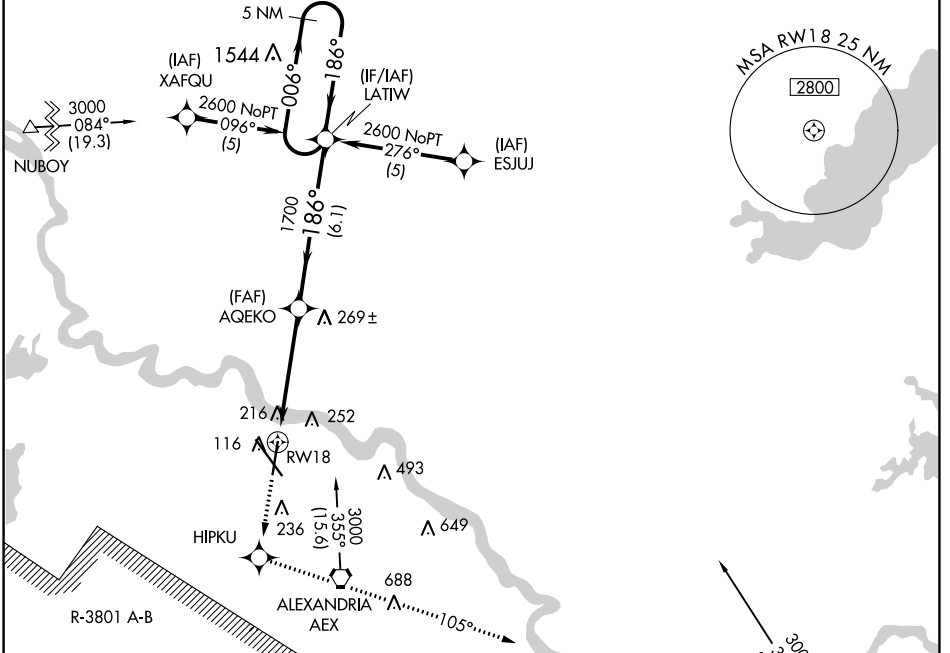 5 NM
(IAF)
XAFQU
1544
006°
186°
(IF/IAF)
LATIW
MSA RW18 25 NM
2800
3000
084°
(19.3)
NUBOY
2600 NoPT
096°
(5)
2600 NoPT
276°
(5)
(IAF)
ESJUJ
1700
186°
(6.1)
(FAF)
AQEKO
269±
216
252
116
RW18
493
236
3000
355°
(15.6)
649
HIPKU
688
R-3801 A-B
ALEXANDRIA
AEX
105°